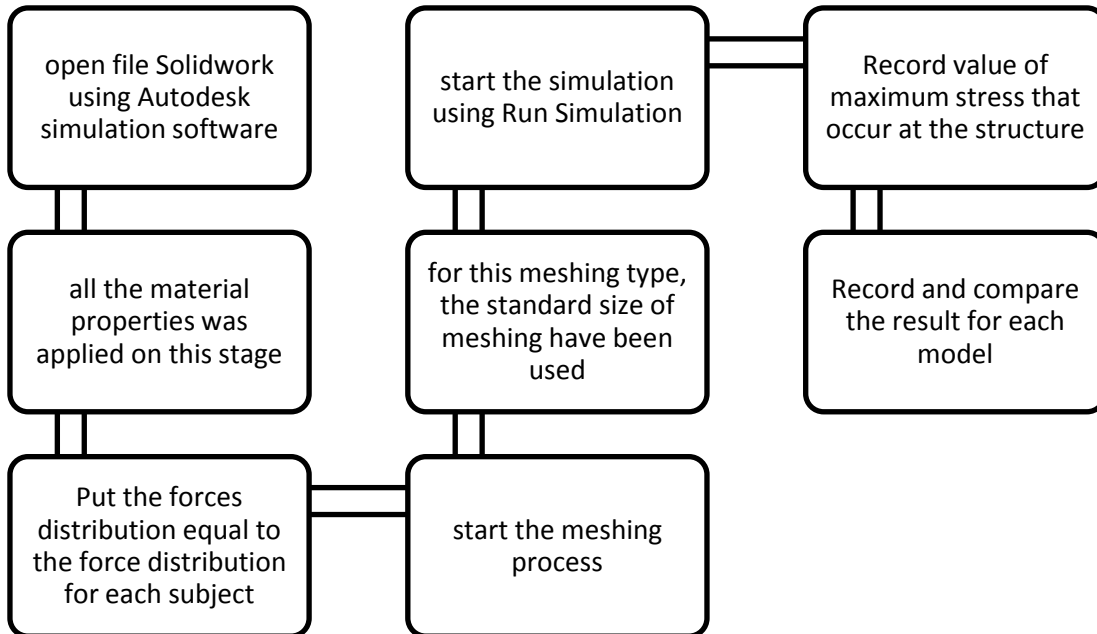 open file Solidwork
using Autodesk
simulation software
all the material
properties was
applied on this stage
Put the forces
distribution equal to
the force distribution
for each subject
start the meshing
process
for this meshing type,
the standard size of
meshing have been
used
start the simulation
using Run Simulation
Record value of
maximum stress that
occur at the structure
Record and compare
the result for each
model